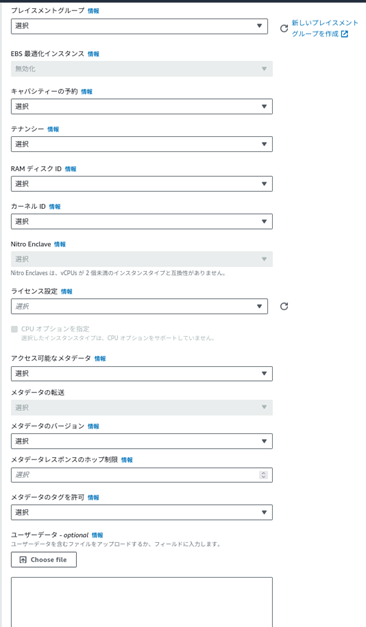 プレイスメントグループ 情報
選択
新しいプレイスメント
グループを作成
EBS 最適化インスタンス 情報
無効化
キャパシティーの予約 情報
選択
テナンシー 情報
選択
RAM ディスク ID 情報
選択
カーネル ID 情報
選択
Nitro Enclave 情報
選択
Nitro Enclaves は、vCPUs が 2 個未満のインスタンスタイプと互換性がありません。
ライセンス設定 情報
選択
CPU オプションを指定
選択したインスタンスタイプは、CPU オプションをサポートしていません。
アクセス可能なメタデータ 情報
選択
メタデータの転送
選択
メタデータのバージョン 情報
選択
メタデータレスポンスのホップ制限 情報
選択
メタデータのタグを許可 情報
選択
ユーザーデータ - optional 情報
ユーザーデータを含むファイルをアップロードするか、フィールドに入力します。
Choose file